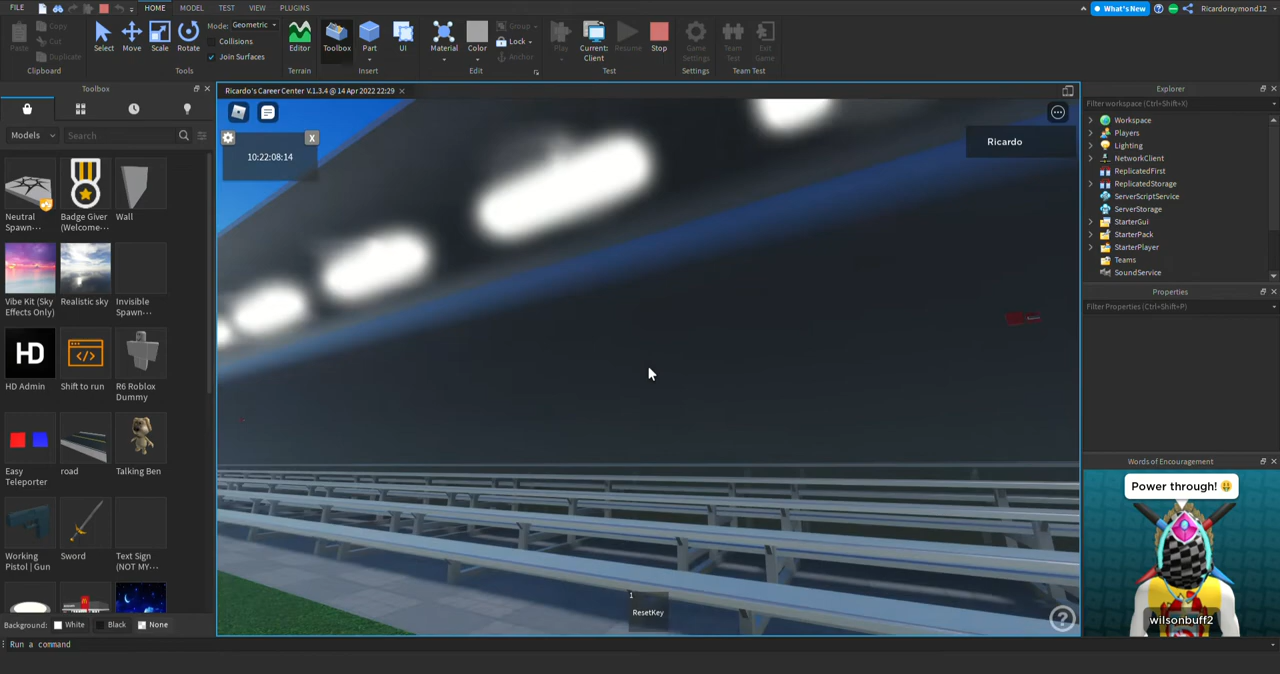 FILE HOME MODEL TEST VIEW PLUGINS What's New Ricardoraymond12
Paste Copy Cut Duplicate Select Move Scale Rotate Mode: Geometric Collisions Join Surfaces Editor Toolbox Part UI Material Color Group Lock Anchor Play Current: Client Resume Stop Game Settings Team Test Exit Game
Clipboard Tools Terrain Insert Edit Test Settings Team Test
Toolbox
Models Search
Neutral Spawn···
Badge Giver (Welcome···
Wall
Vibe Kit (Sky Effects Only)
Realistic sky
Invisible Spawn···
HD
HD Admin
Shift to run
R6 Roblox Dummy
Easy Teleporter
road
Talking Ben
Working Pistol | Gun
Sword
Text Sign (NOT MY···
Background: White Black None
Run a command
Ricardo's Career Center V.1.3.4 @ 14 Apr 2022 22:29
X
10:22:08:14
Ricardo
1
ResetKey
?
Explorer
Filter workspace (Ctrl+Shift+X)
Workspace
Players
Lighting
NetworkClient
ReplicatedFirst
ReplicatedStorage
ServerScriptService
ServerStorage
StarterGui
StarterPack
StarterPlayer
Teams
SoundService
Properties
Filter Properties (Ctrl+Shift+P)
Words of Encouragement
Power through! 😃
wilsonbuff2